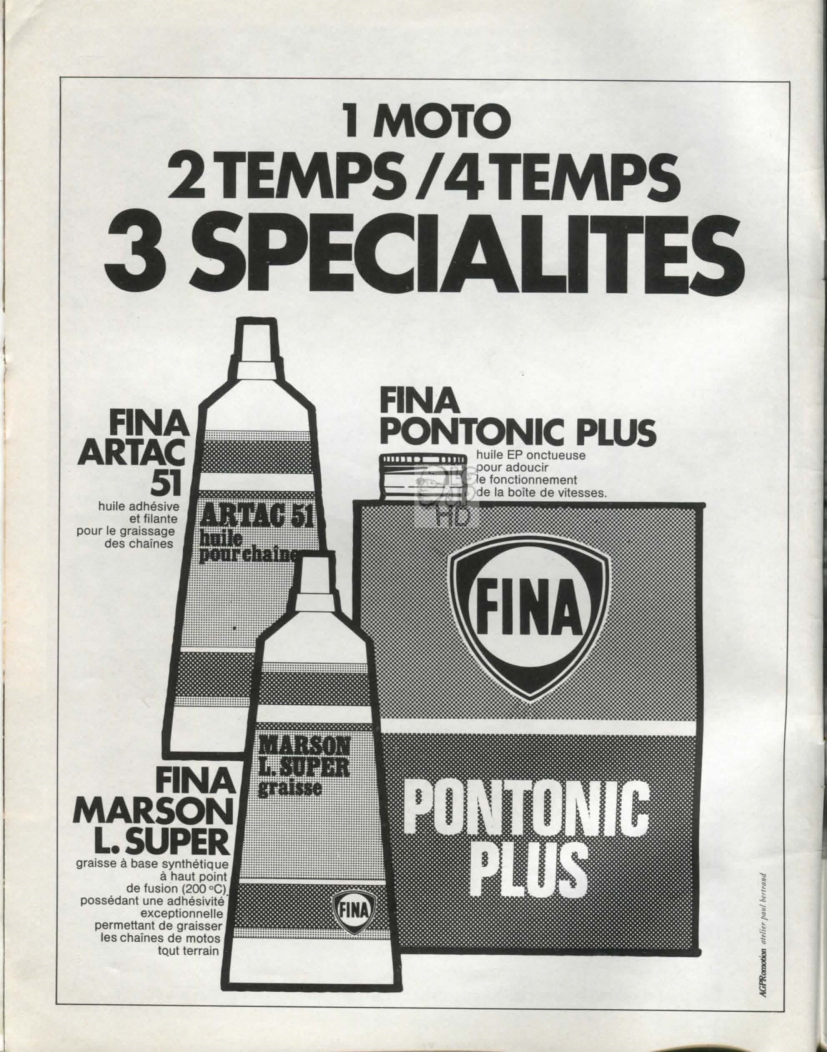 1 MOTO
2 TEMPS / 4 TEMPS
3 SPECIALITES
FINA
ARTAC
51
huile adhésive
et filante
pour le graissage
des chaînes
ARTAC 51
huile
pour chaîne
FINA
PONTONIC PLUS
huile EP onctueuse
pour adoucir
le fonctionnement
de la boîte de vitesses.
HD
FINA
PONTONIC
PLUS
FINA
MARSON
L. SUPER
graisse à base synthétique
à haut point
de fusion (200 °C)
possédant une adhésivité
exceptionnelle
permettant de graisser
les chaînes de motos
tout terrain
MARSON
L. SUPER
graisse
FINA
AGPRomotion atelier paul bertrand